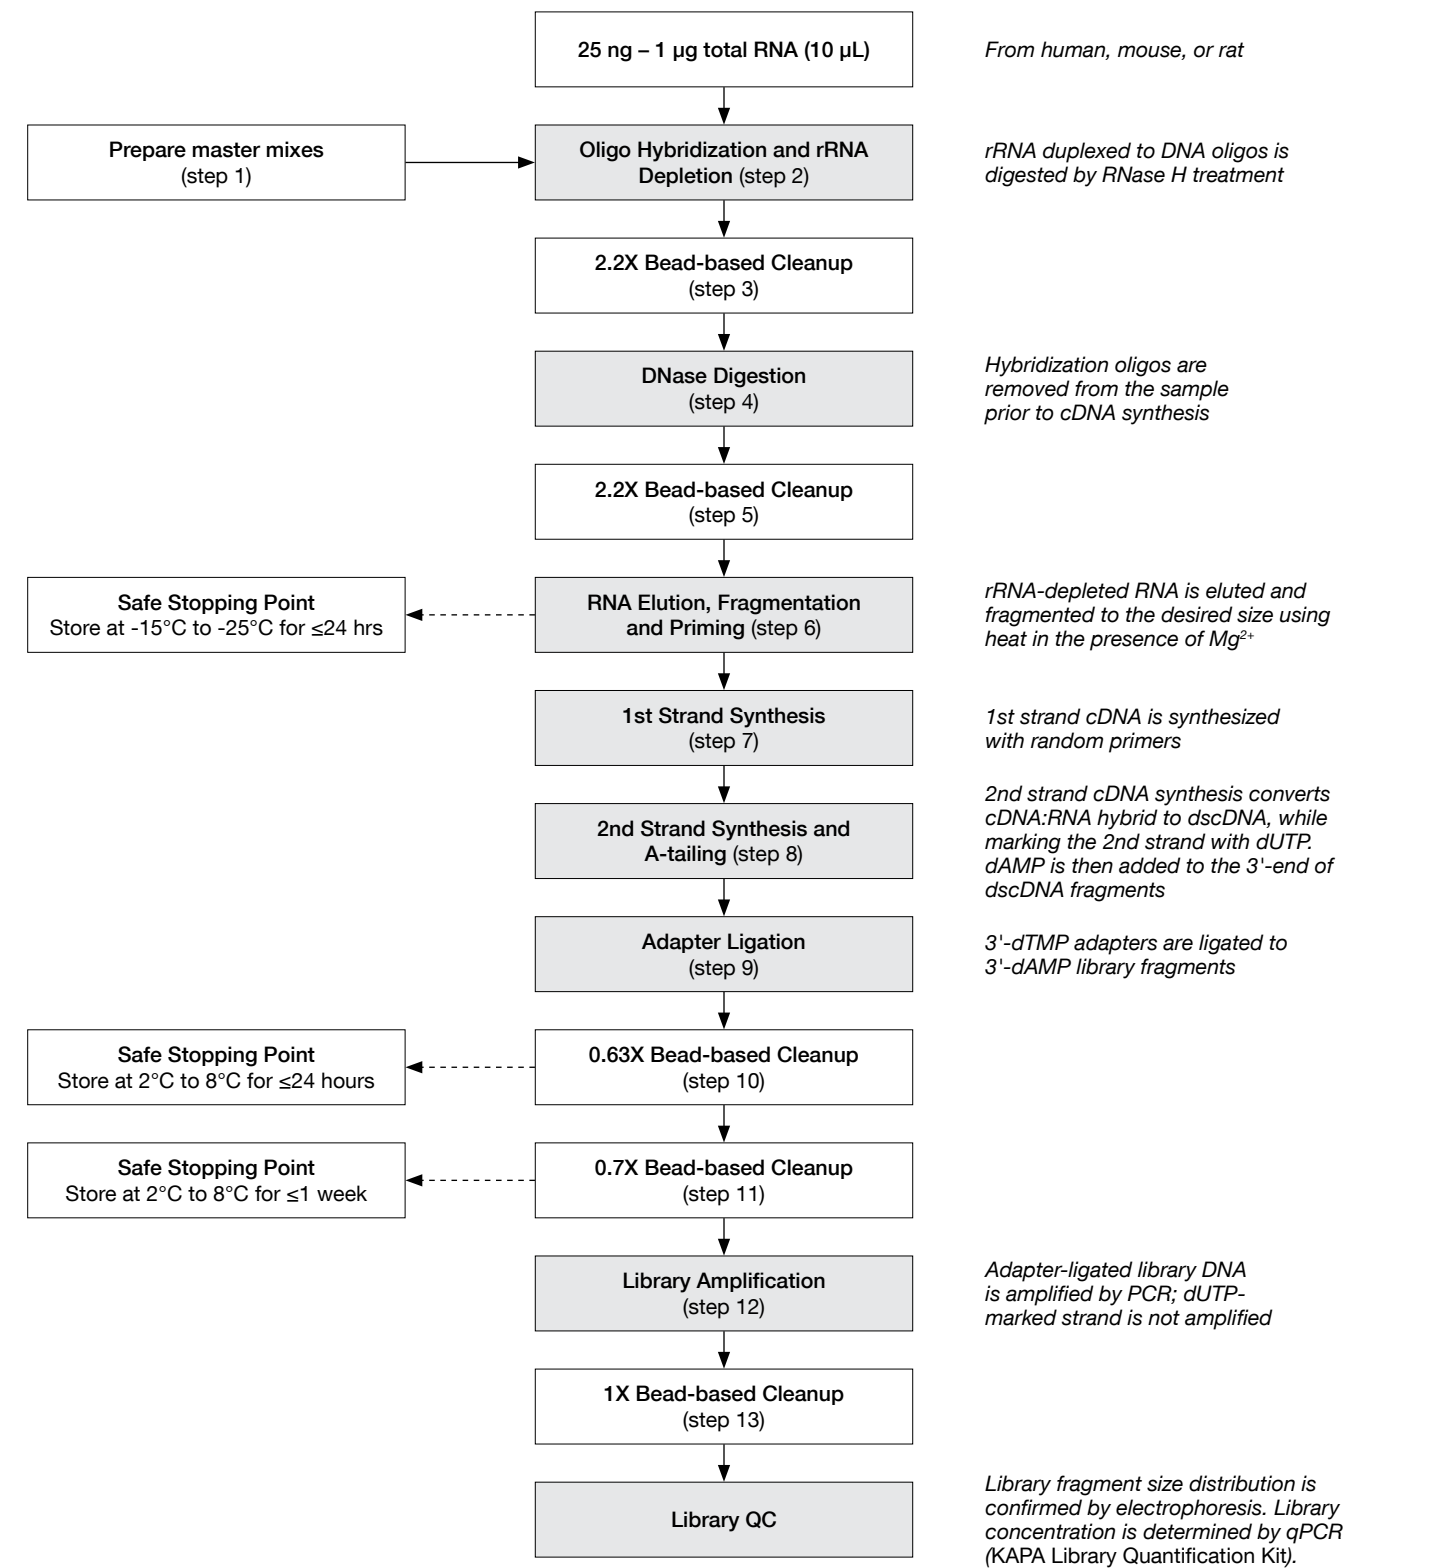 25 ng – 1 µg total RNA (10 µL)
From human, mouse, or rat
Prepare master mixes
(step 1)
Oligo Hybridization and rRNA
Depletion (step 2)
rRNA duplexed to DNA oligos is
digested by RNase H treatment
2.2X Bead-based Cleanup
(step 3)
DNase Digestion
(step 4)
Hybridization oligos are
removed from the sample
prior to cDNA synthesis
2.2X Bead-based Cleanup
(step 5)
Safe Stopping Point
Store at -15°C to -25°C for ≤24 hrs
RNA Elution, Fragmentation
and Priming (step 6)
rRNA-depleted RNA is eluted and
fragmented to the desired size using
heat in the presence of Mg²⁺
1st Strand Synthesis
(step 7)
1st strand cDNA is synthesized
with random primers
2nd Strand Synthesis and
A-tailing (step 8)
2nd strand cDNA synthesis converts
cDNA:RNA hybrid to dscDNA, while
marking the 2nd strand with dUTP.
dAMP is then added to the 3'-end of
dscDNA fragments
Adapter Ligation
(step 9)
3'-dTMP adapters are ligated to
3'-dAMP library fragments
Safe Stopping Point
Store at 2°C to 8°C for ≤24 hours
0.63X Bead-based Cleanup
(step 10)
Safe Stopping Point
Store at 2°C to 8°C for ≤1 week
0.7X Bead-based Cleanup
(step 11)
Library Amplification
(step 12)
Adapter-ligated library DNA
is amplified by PCR; dUTP-
marked strand is not amplified
1X Bead-based Cleanup
(step 13)
Library QC
Library fragment size distribution is
confirmed by electrophoresis. Library
concentration is determined by qPCR
(KAPA Library Quantification Kit).